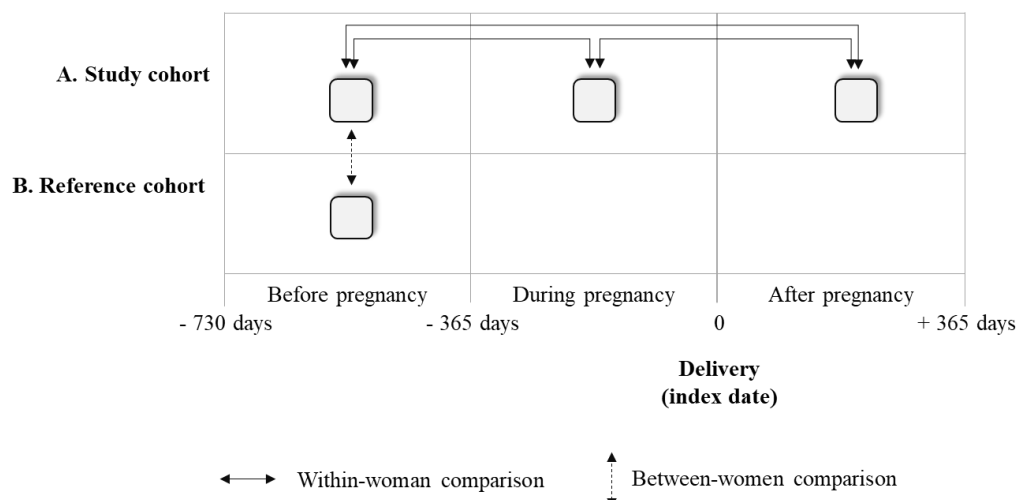 A. Study cohort
B. Reference cohort
Before pregnancy
During pregnancy
After pregnancy
- 730 days
- 365 days
0
+ 365 days
Delivery
(index date)
Within-woman comparison
Between-women comparison